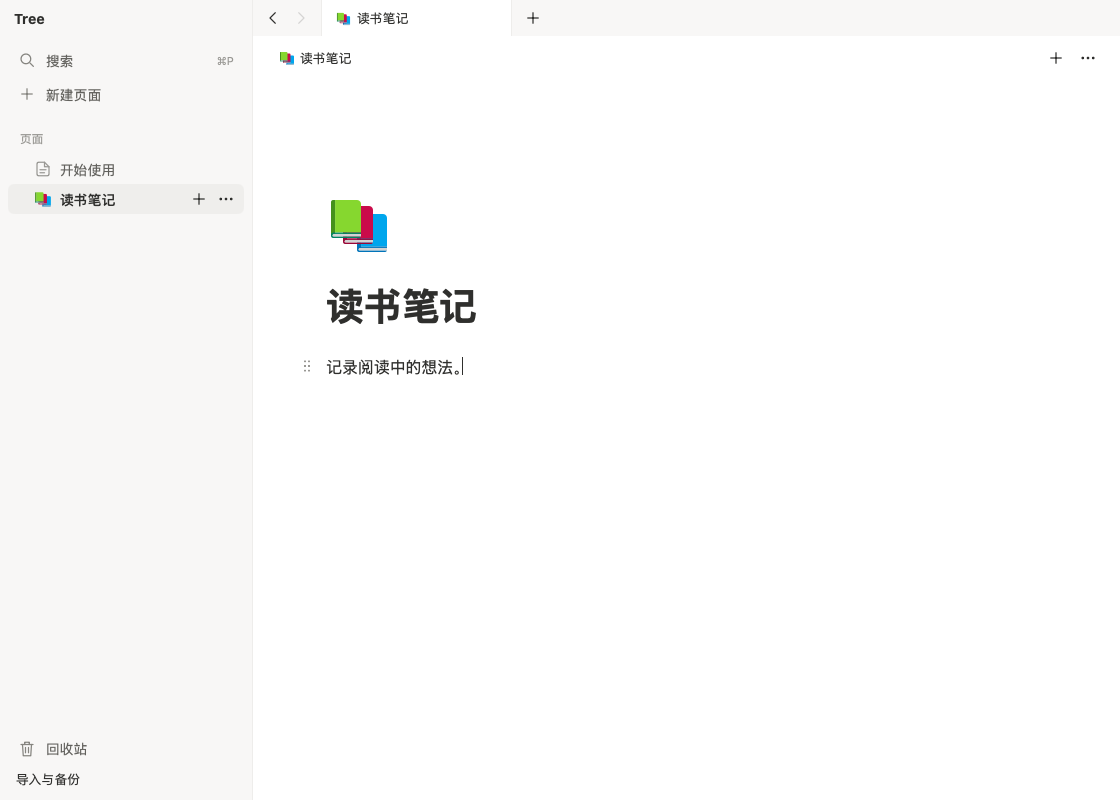 Tree
搜索 ⌘P
新建页面
页面
开始使用
读书笔记
回收站
导入与备份
读书笔记
读书笔记
读书笔记
记录阅读中的想法。